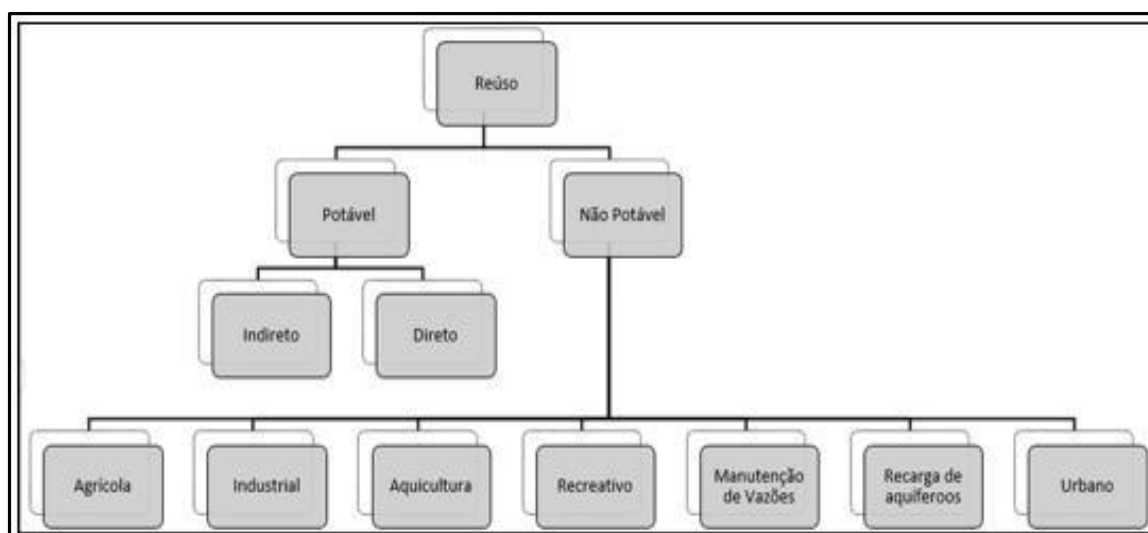 Reúso
Potável
Não Potável
Indireto
Direto
Agrícola
Industrial
Aquicultura
Recreativo
Manutenção
de Vazões
Recarga de
aquíferoos
Urbano